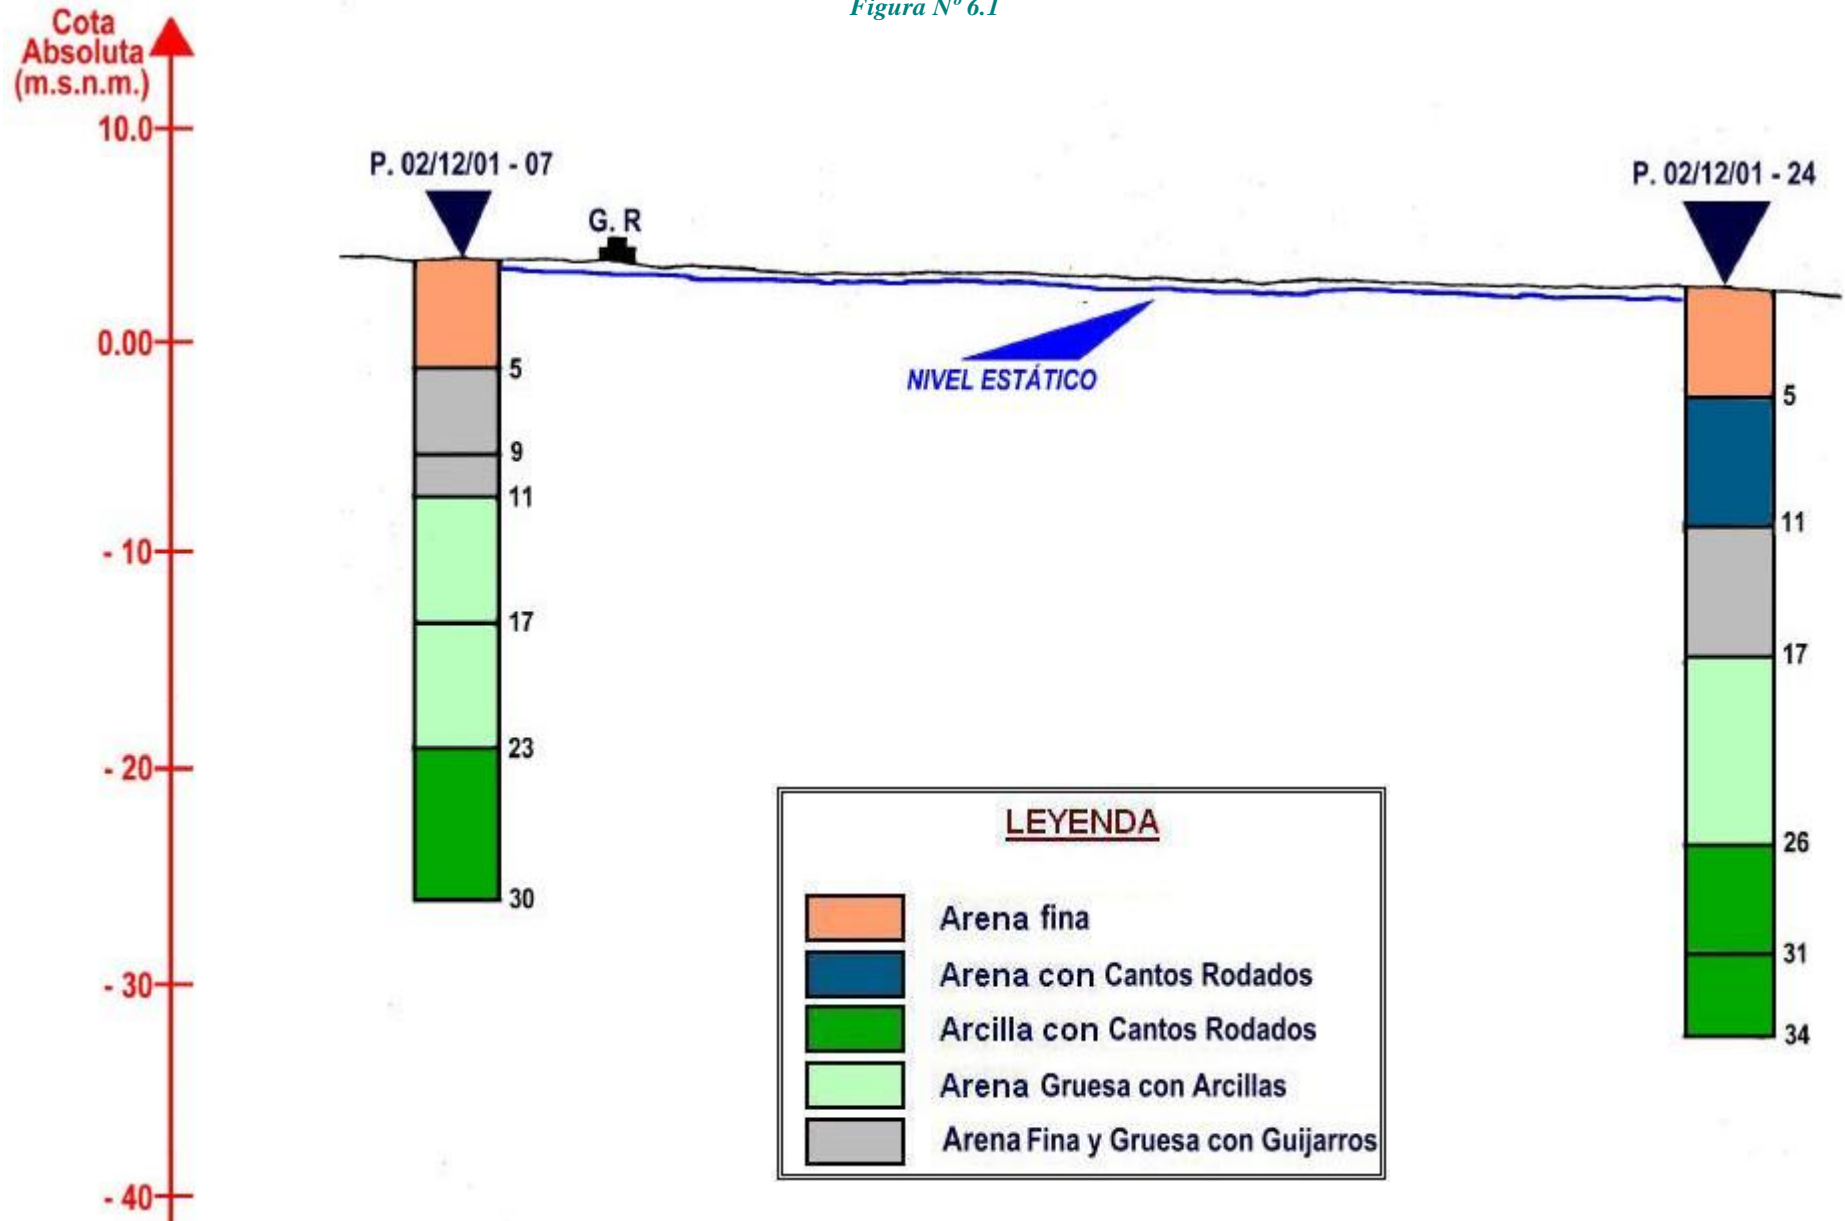 Figura Nº 6.1
Cota
Absoluta
(m.s.n.m.)
10.0
0.00
- 10
- 20
- 30
- 40
P. 02/12/01 - 07
G. R
P. 02/12/01 - 24
NIVEL ESTÁTICO
5
9
11
17
23
30
5
11
17
26
31
34
LEYENDA
Arena fina
Arena con Cantos Rodados
Arcilla con Cantos Rodados
Arena Gruesa con Arcillas
Arena Fina y Gruesa con Guijarros